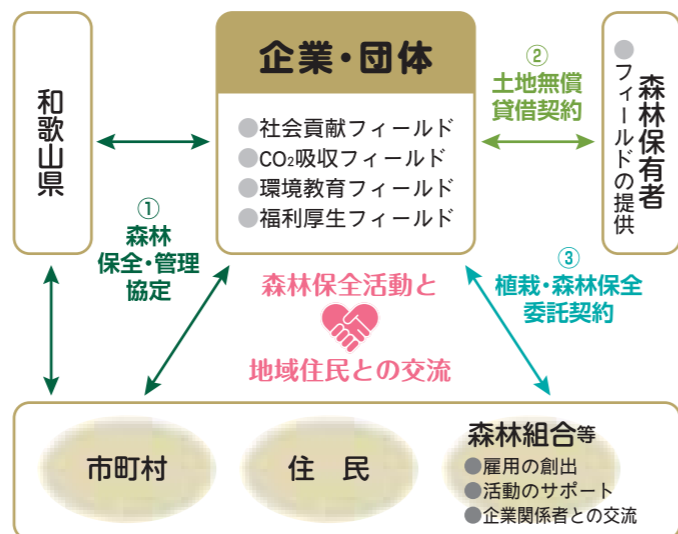 和歌山県
企業・団体
●社会貢献フィールド
●CO₂吸収フィールド
●環境教育フィールド
●福利厚生フィールド
②
土地無償
貸借契約
森林保有者
●フィールドの提供
①
森林
保全・管理
協定
森林保全活動と
地域住民との交流
③
植栽・森林保全
委託契約
市町村
住 民
森林組合等
●雇用の創出
●活動のサポート
●企業関係者との交流